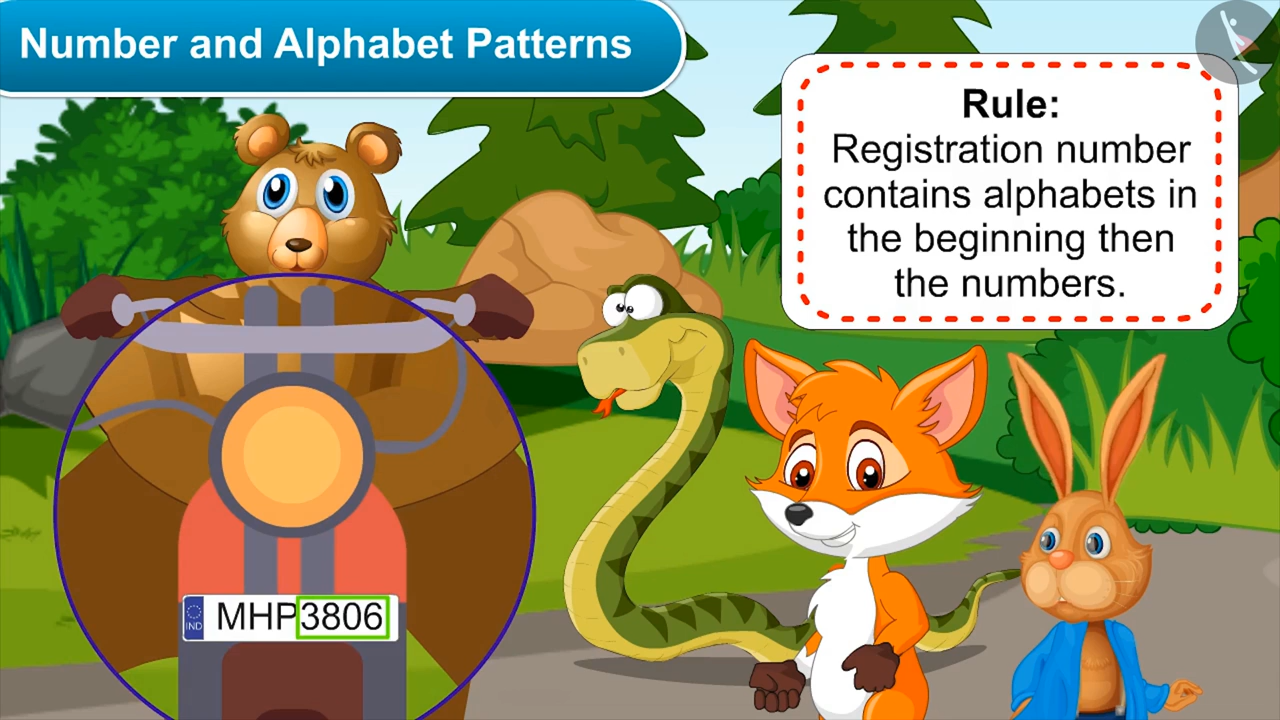 Number and Alphabet Patterns
Rule:
Registration number
contains alphabets in
the beginning then
the numbers.
IND
MHP3806